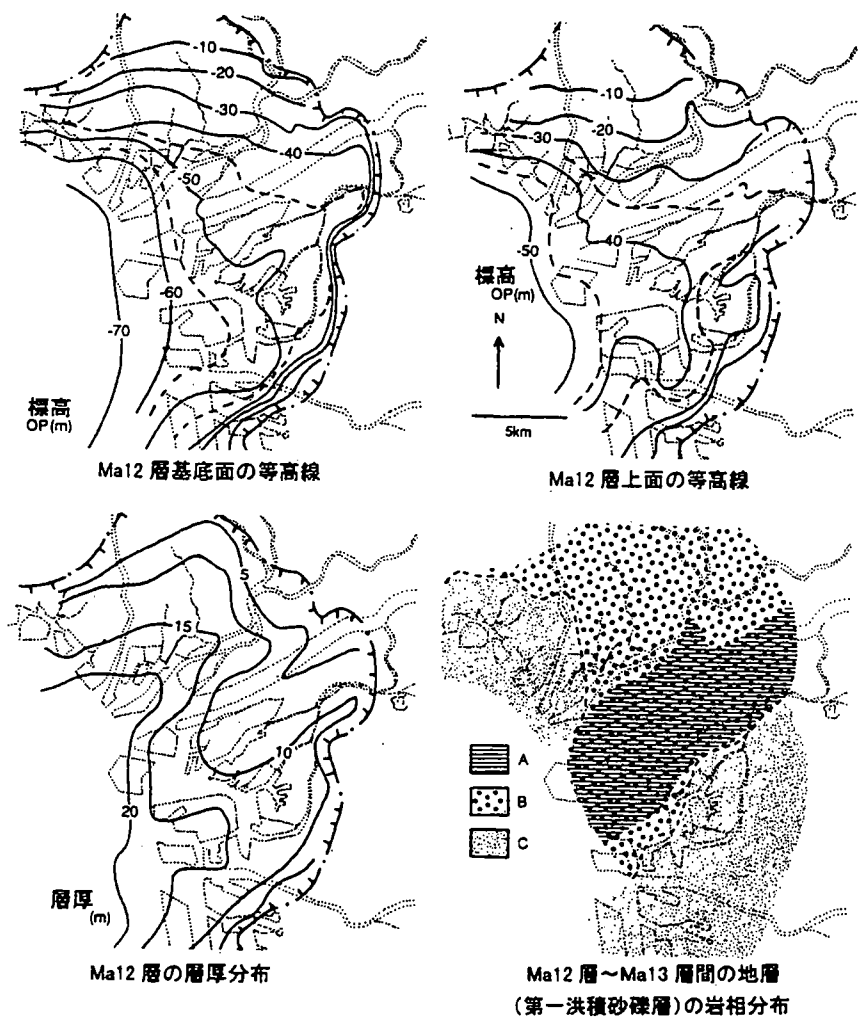 -10
-20
-30
-40
-50
-60
-70
標高
OP(m)
Ma12 層基底面の等高線
-10
-20
-30
-40
-50
標高
OP(m)
N
5km
Ma12 層上面の等高線
5
15
10
20
層厚
(m)
Ma12 層の層厚分布
A
B
C
Ma12 層～Ma13 層間の地層
(第一洪積砂礫層)の岩相分布